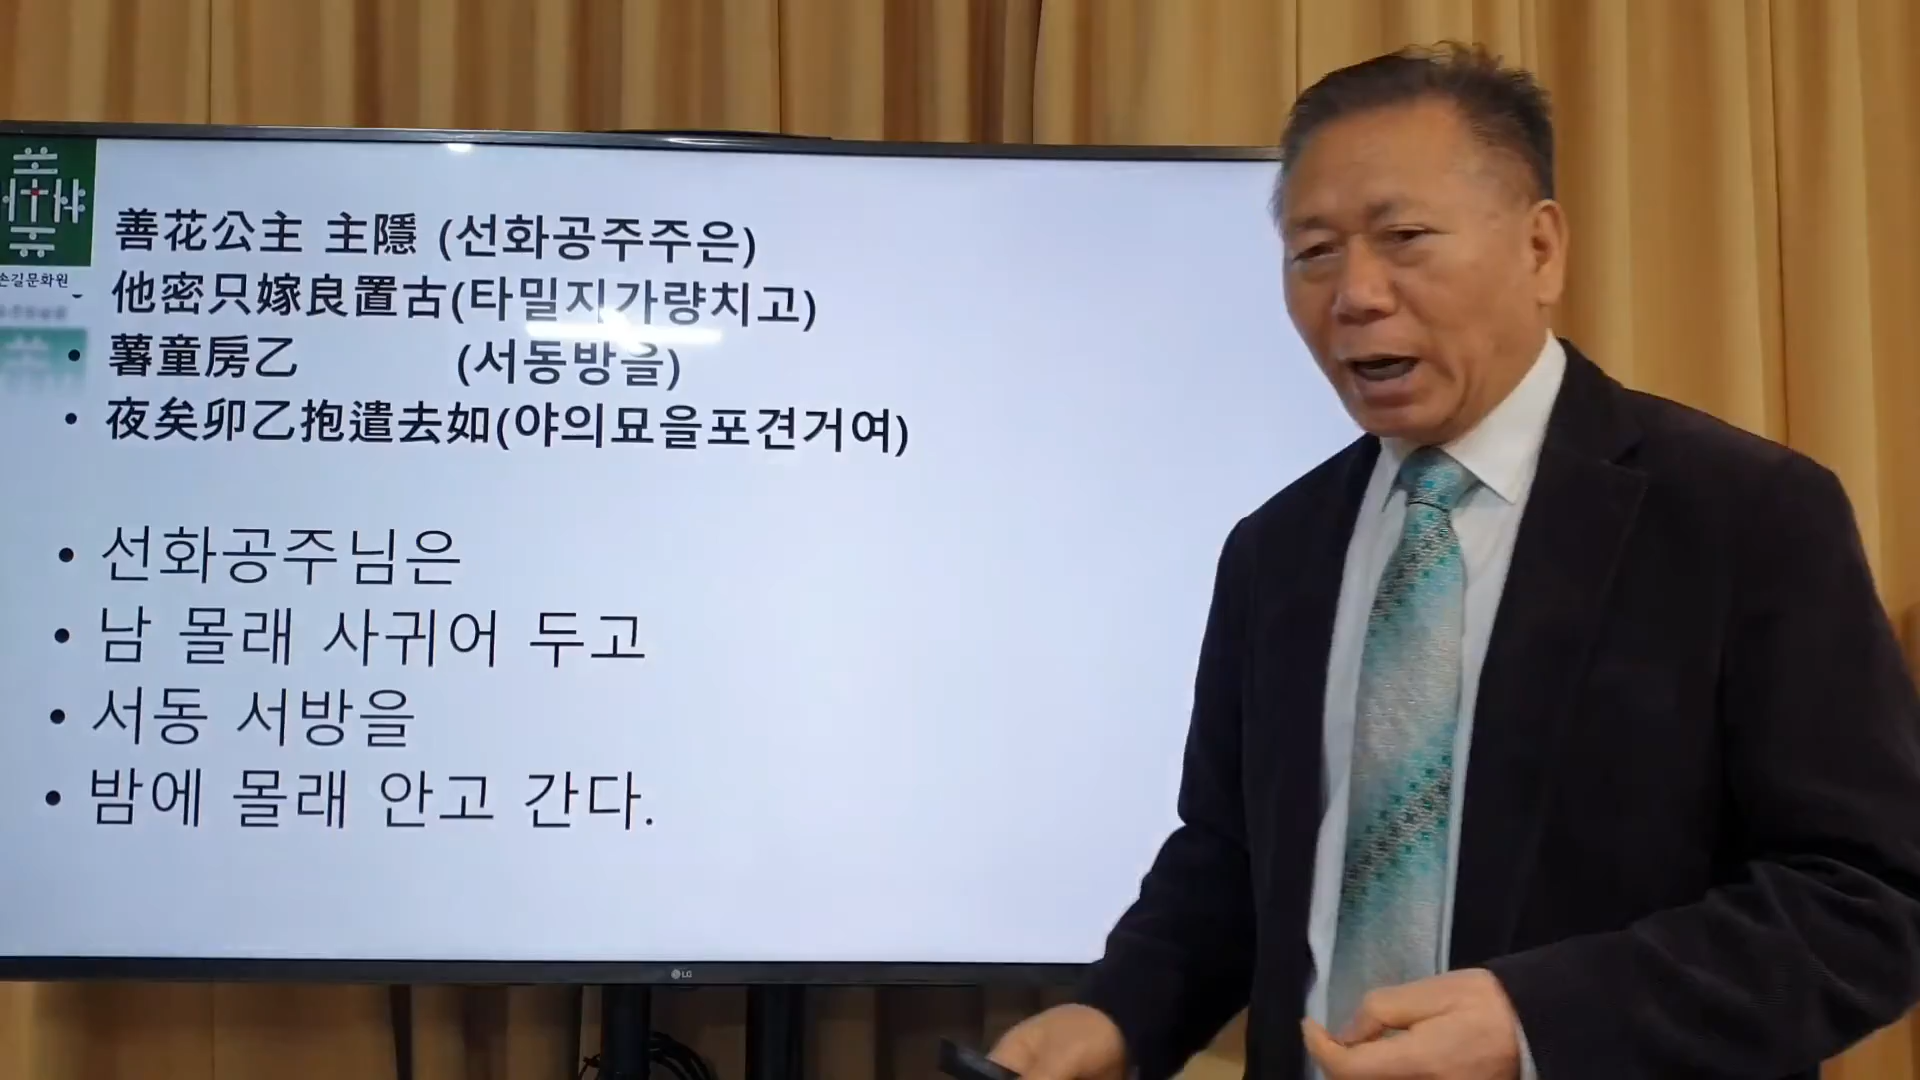 손길문화원
善花公主 主隱 (선화공주주은)
他密只嫁良置古(타밀지가량치고)
• 薯童房乙 (서동방을)
• 夜矣卯乙抱遣去如(야의묘을포견거여)
• 선화공주님은
• 남 몰래 사귀어 두고
• 서동 서방을
• 밤에 몰래 안고 간다.
LG